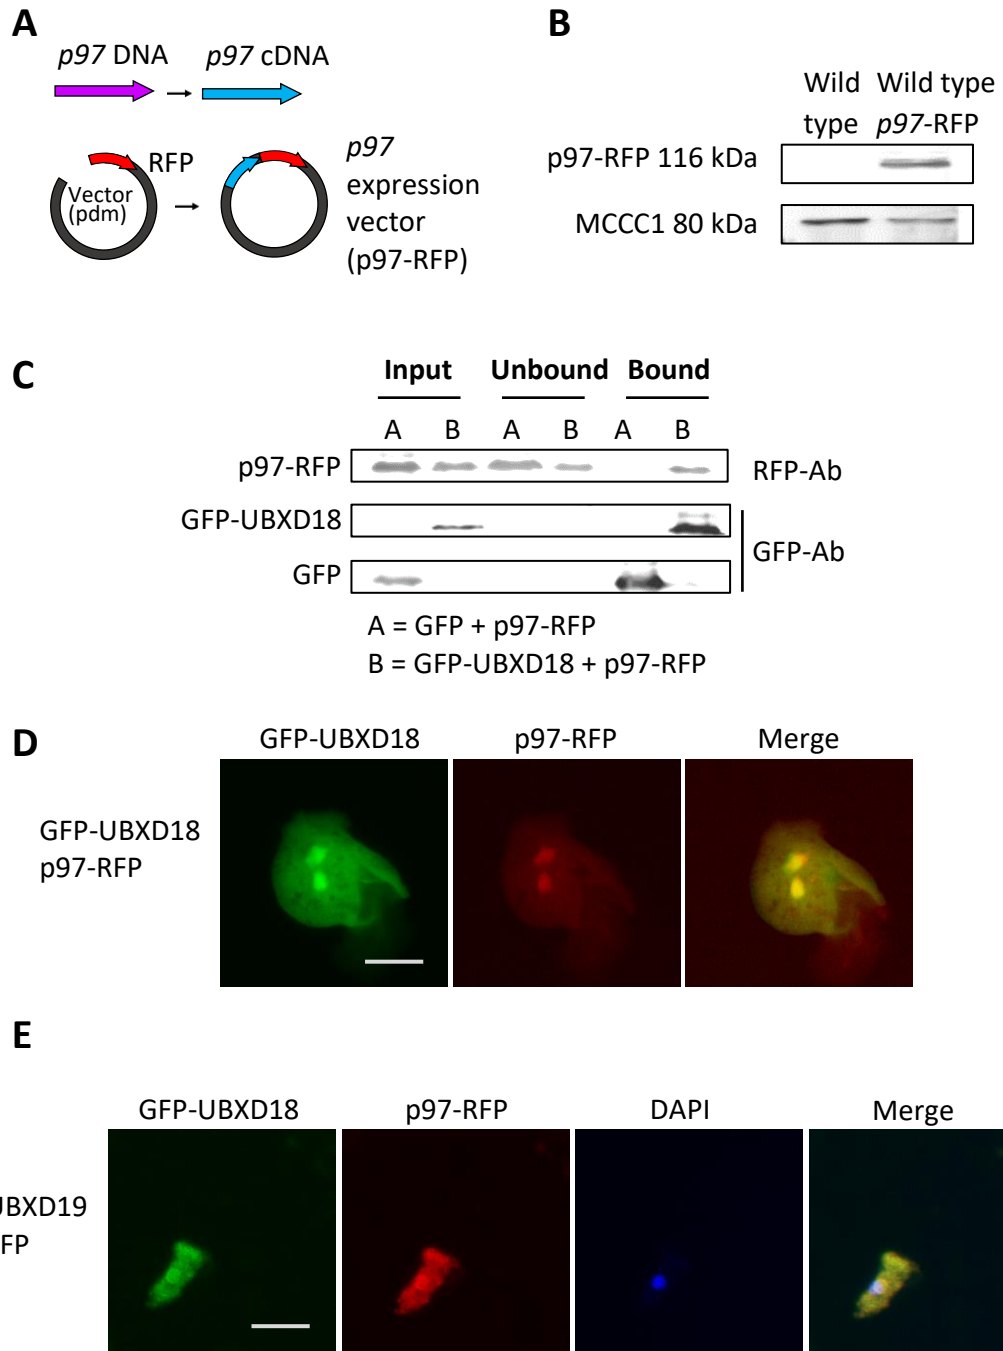 A
p97 DNA
p97 cDNA
RFP
Vector
(pdm)
p97
expression
vector
(p97-RFP)
B
Wild
type
Wild type
p97-RFP
p97-RFP 116 kDa
MCCC1 80 kDa
C
Input Unbound Bound
A B A B A B
p97-RFP
RFP-Ab
GFP-UBXD18
GFP
GFP-Ab
A = GFP + p97-RFP
B = GFP-UBXD18 + p97-RFP
D
GFP-UBXD18 p97-RFP Merge
GFP-UBXD18
p97-RFP
E
GFP-UBXD18 p97-RFP DAPI Merge
UBXD19
FP